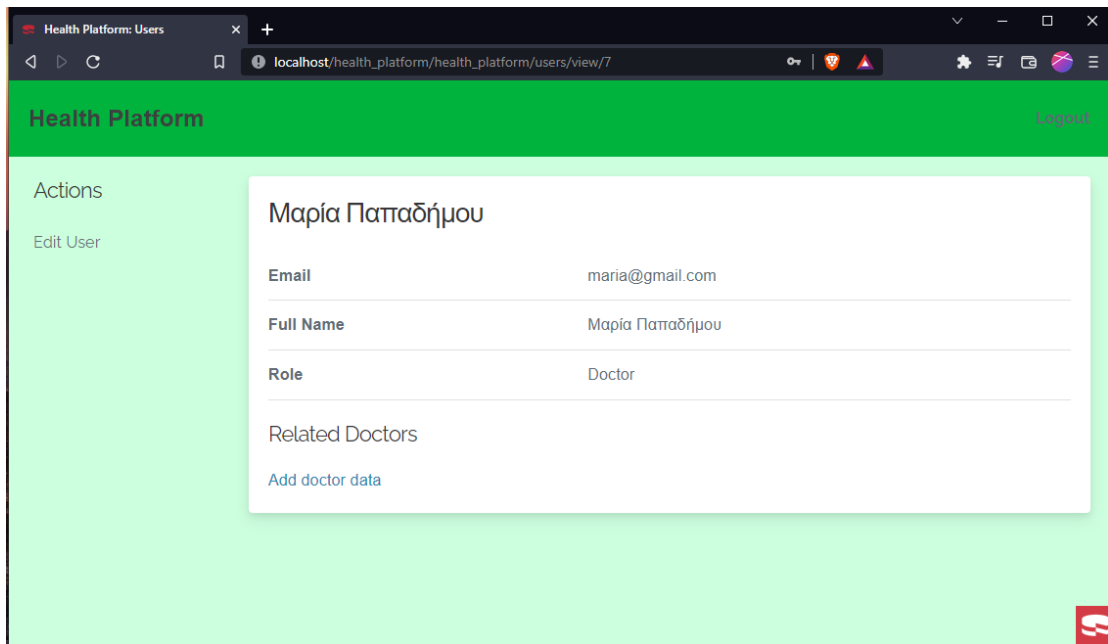 Health Platform: Users
localhost/health_platform/health_platform/users/view/7
Health Platform
Logout
Actions
Edit User
Μαρία Παπαδήμου
Email maria@gmail.com
Full Name Μαρία Παπαδήμου
Role Doctor
Related Doctors
Add doctor data